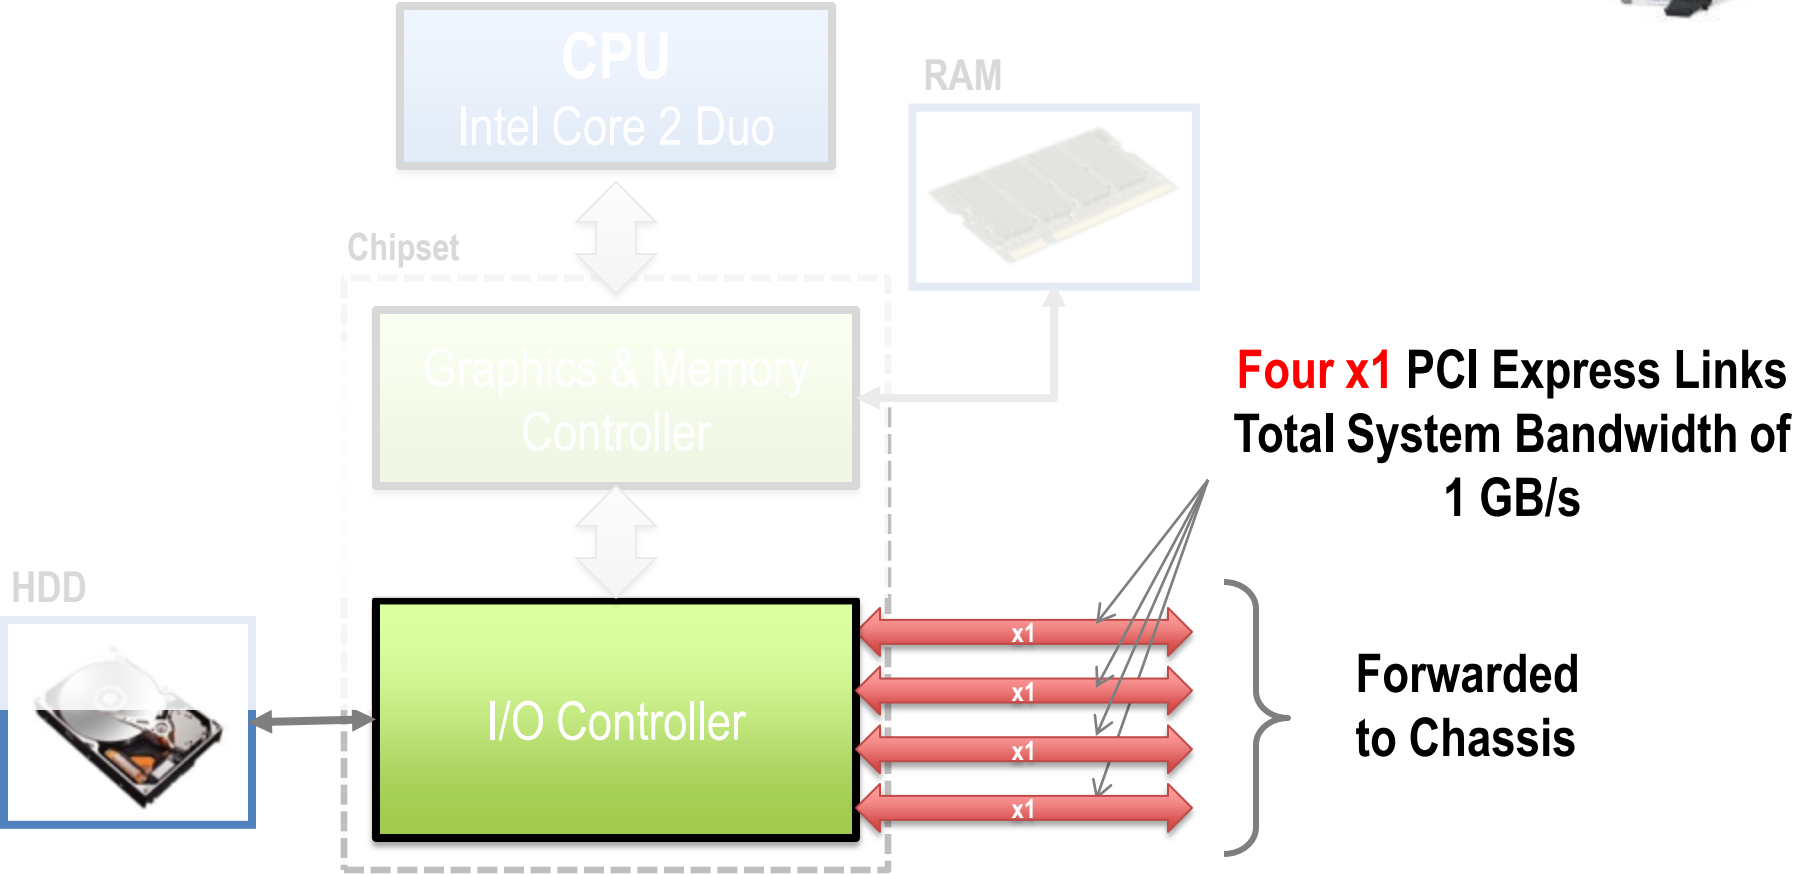 CPU
Intel Core 2 Duo
RAM
Chipset
Graphics & Memory
Controller
Four x1 PCI Express Links
Total System Bandwidth of
1 GB/s
HDD
I/O Controller
x1
x1
x1
x1
Forwarded
to Chassis